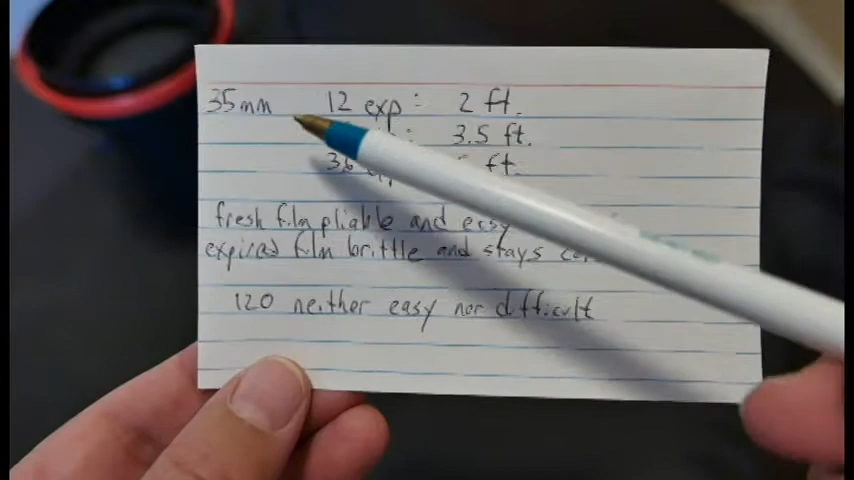 35mm 12 exp: 2 ft.
: 3.5 ft.
36 ft.
fresh film pliable and easy
expired film brittle and stays
120 neither easy nor difficult